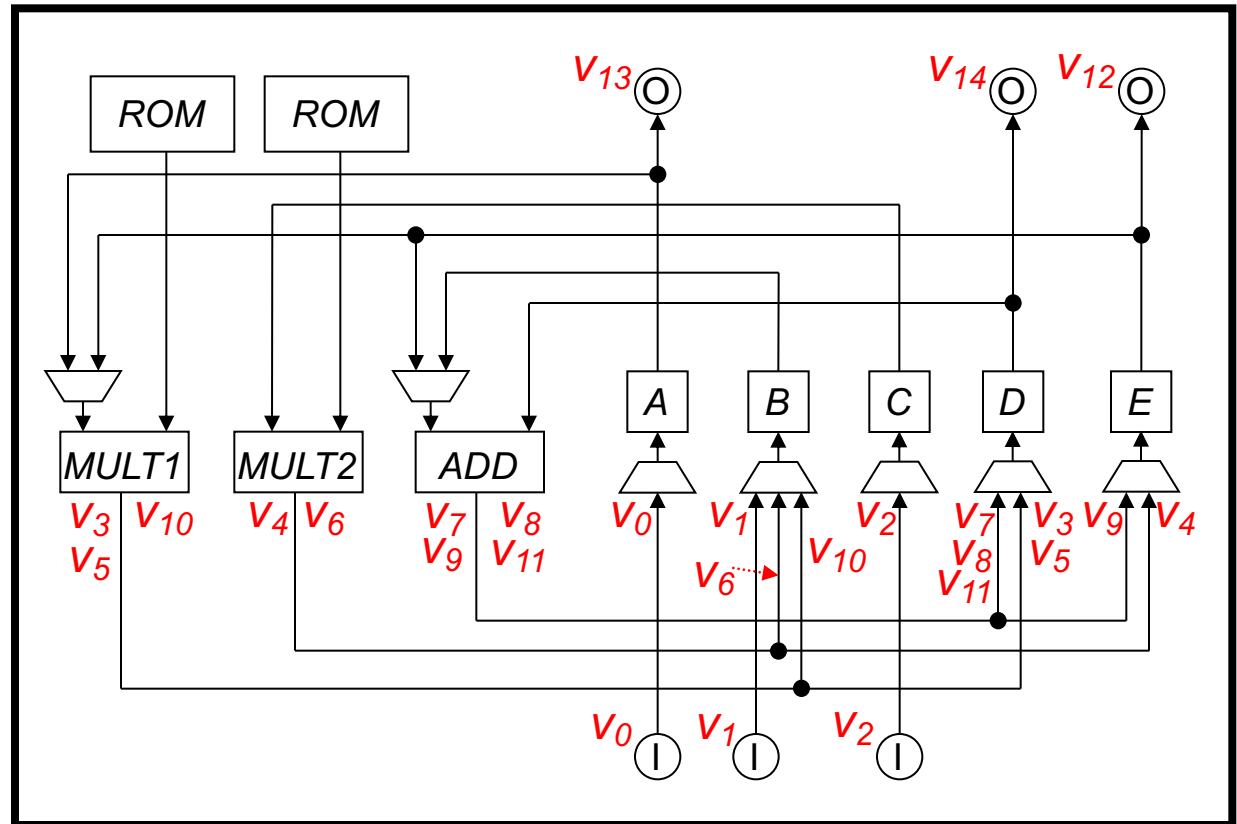 v13 O v14 O v12 O
ROM ROM
A B C D E
MULT1 MULT2 ADD
v3 v10 v4 v6 v7 v8 v0 v1 v2 v7 v3 v9 v4
v5 v9 v11 v10 v8 v5
v6 v11
v0 I v1 I v2 I